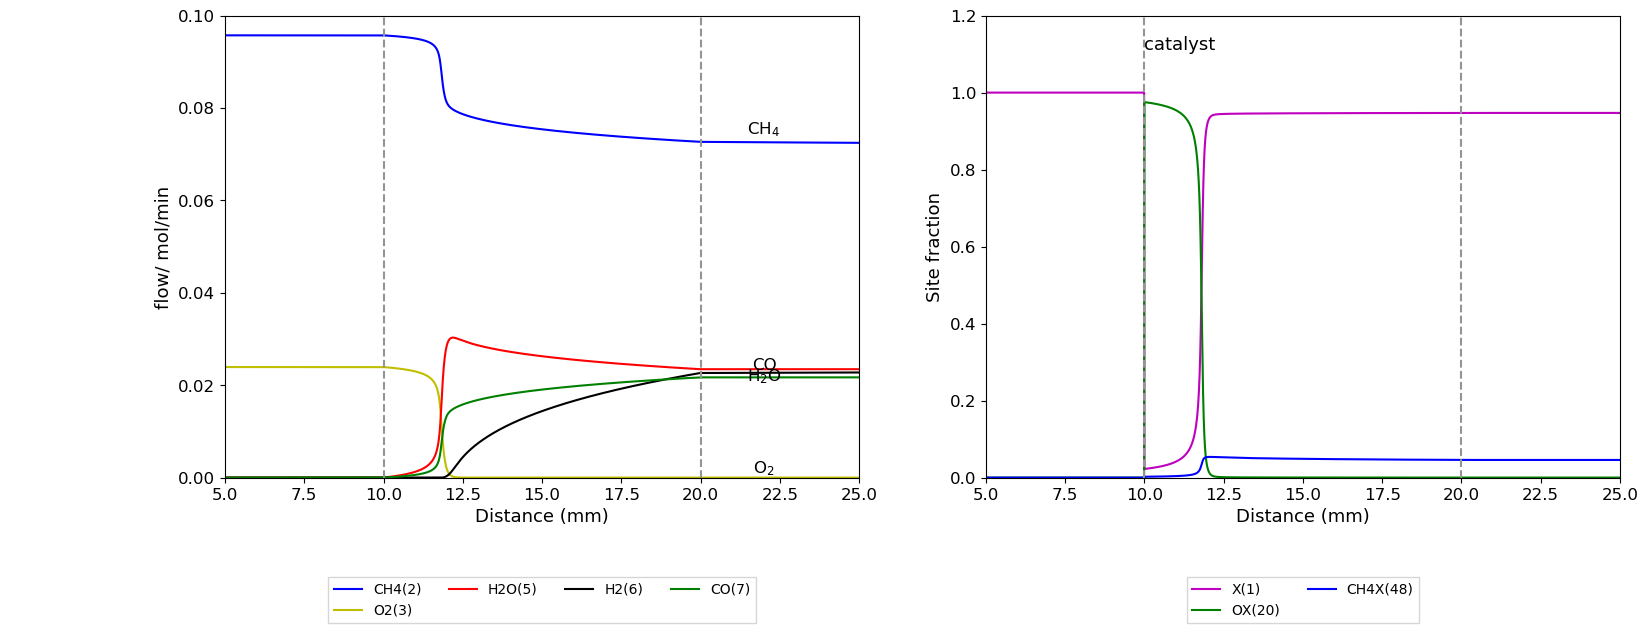 0.10
0.08
0.06
0.04
0.02
0.00
flow/ mol/min
CH₄
CO
H₂O
O₂
5.0 7.5 10.0 12.5 15.0 17.5 20.0 22.5 25.0
Distance (mm)
CH4(2) H2O(5) H2(6) CO(7)
O2(3)
1.2
1.0
0.8
0.6
0.4
0.2
0.0
Site fraction
catalyst
5.0 7.5 10.0 12.5 15.0 17.5 20.0 22.5 25.0
Distance (mm)
X(1) CH4X(48)
OX(20)